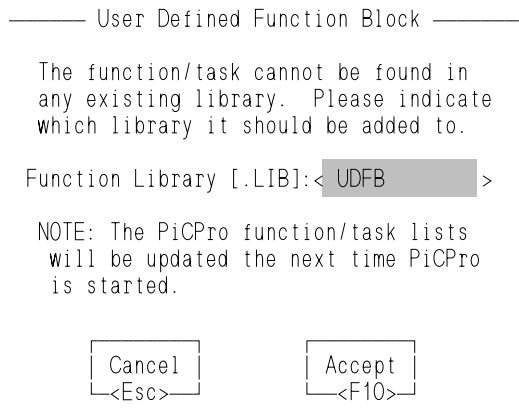 User Defined Function Block
The function/task cannot be found in
any existing library. Please indicate
which library it should be added to.
Function Library [.LIB]:< UDFB >
NOTE: The PiCPro function/task lists
will be updated the next time PiCPro
is started.
Cancel Accept
<Esc> <F10>